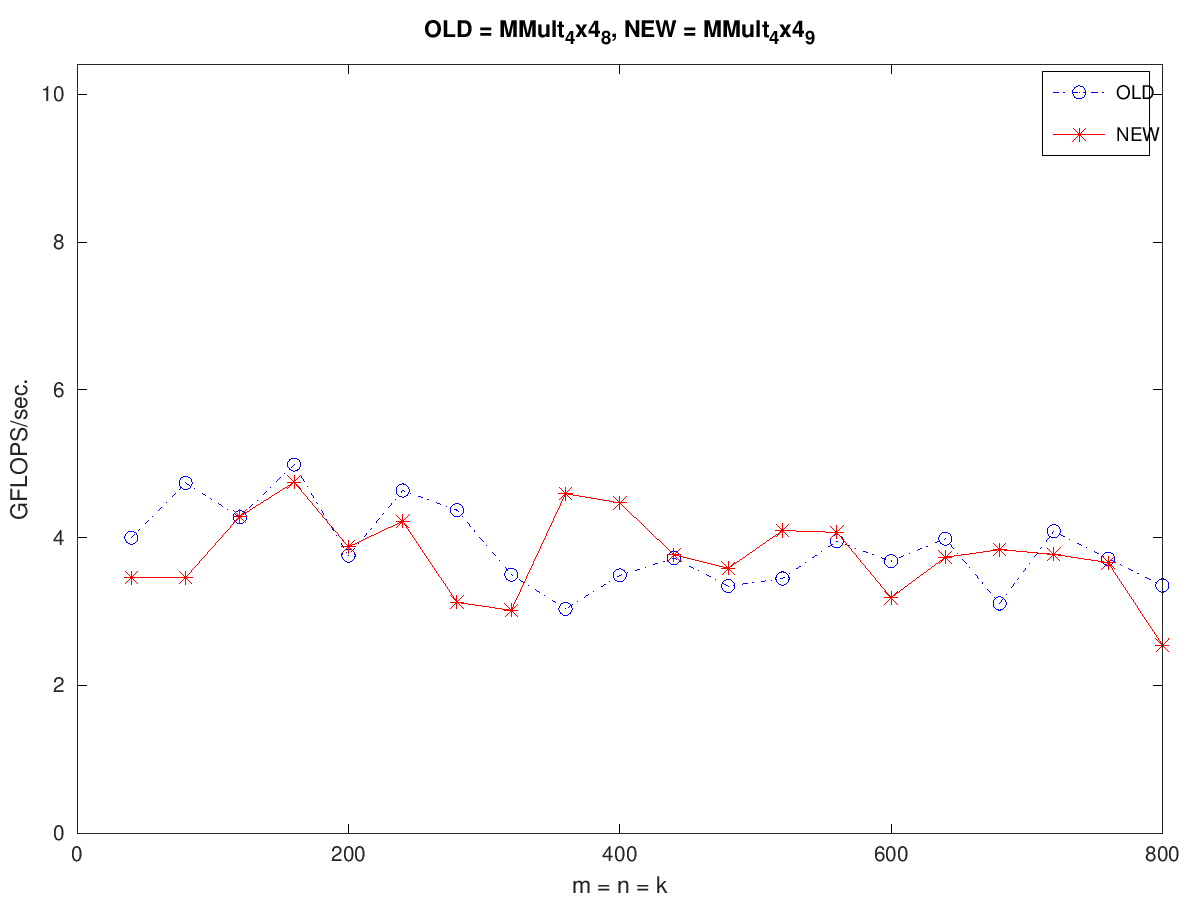 OLD = MMult₄x4₈, NEW = MMult₄x4₉
10
8
6
4
2
0
GFLOPS/sec.
OLD
NEW
0 200 400 600 800
m = n = k